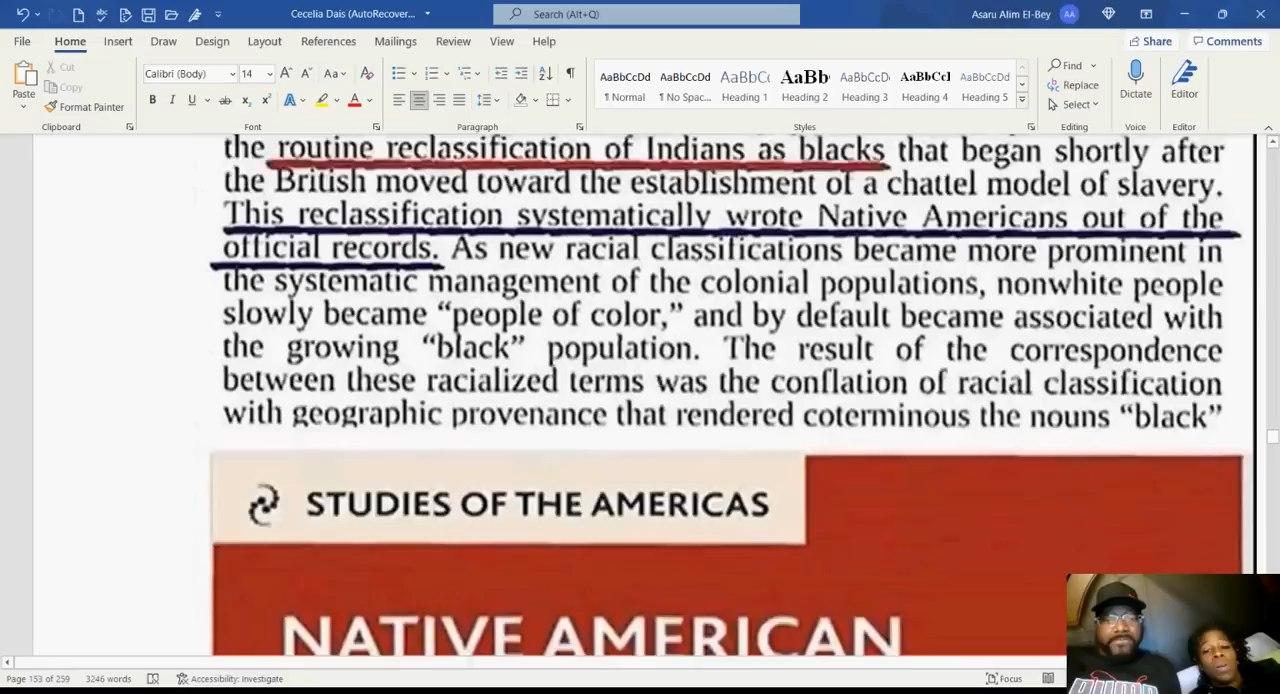 Cecelia Dais (AutoRecover...
Search (Alt+Q)
Asaru Alim El-Bey
AA
File
Home
Insert
Draw
Design
Layout
References
Mailings
Review
View
Help
Share
Comments
Paste
Cut
Copy
Format Painter
Calibri (Body)
14
AaBbCcDd
¶ Normal
AaBbCcDd
¶ No Spac...
AaBbCc
Heading 1
AaBb
Heading 2
AaBbCcDd
Heading 3
AaBbCcI
Heading 4
AaBbCcDd
Heading 5
Find
Replace
Select
Dictate
Editor
Clipboard
Font
Paragraph
Styles
Editing
Voice
Editor
the routine reclassification of Indians as blacks that began shortly after
the British moved toward the establishment of a chattel model of slavery.
This reclassification systematically wrote Native Americans out of the
official records. As new racial classifications became more prominent in
the systematic management of the colonial populations, nonwhite people
slowly became “people of color,” and by default became associated with
the growing “black” population. The result of the correspondence
between these racialized terms was the conflation of racial classification
with geographic provenance that rendered coterminous the nouns “black”
STUDIES OF THE AMERICAS
NATIVE AMERICAN
Page 153 of 259
3246 words
Accessibility: Investigate
Focus